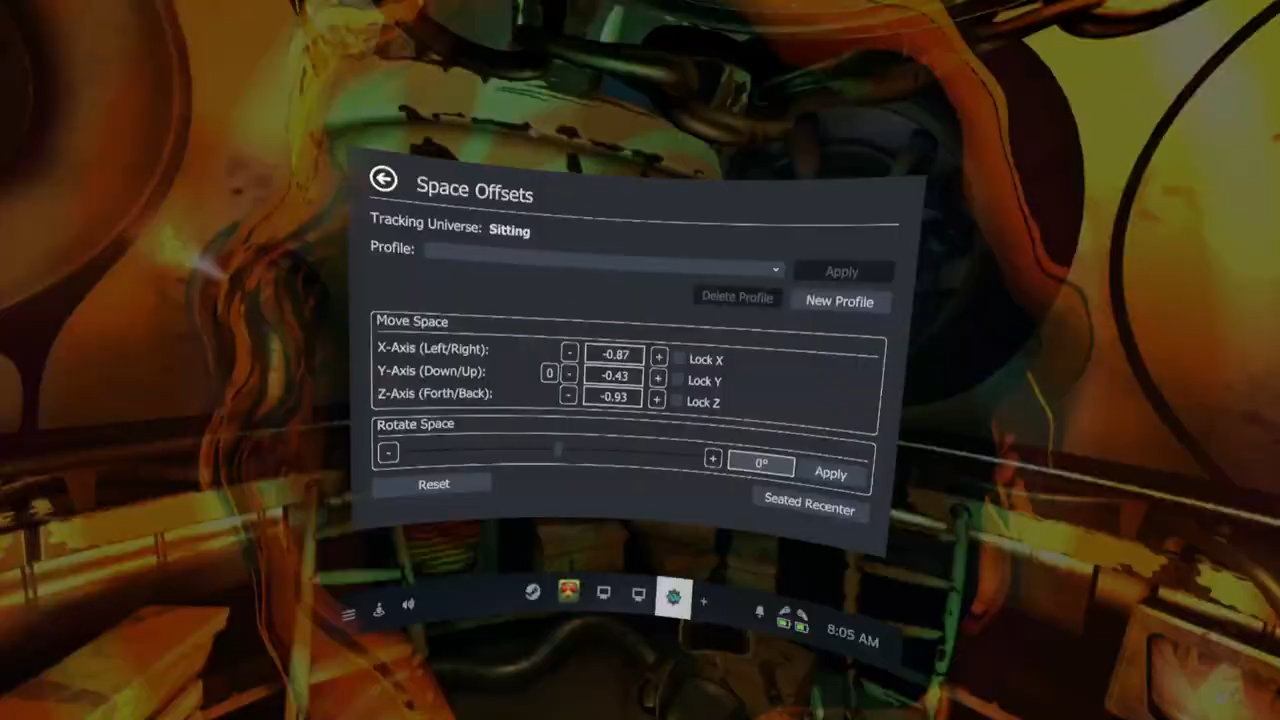 Space Offsets
Tracking Universe: Sitting
Profile:
Apply
Delete Profile New Profile
Move Space
X-Axis (Left/Right): - -0.87 + Lock X
Y-Axis (Down/Up): 0 - -0.43 + Lock Y
Z-Axis (Forth/Back): - -0.93 + Lock Z
Rotate Space
- + 0° Apply
Reset
Seated Recenter
+
8:05 AM